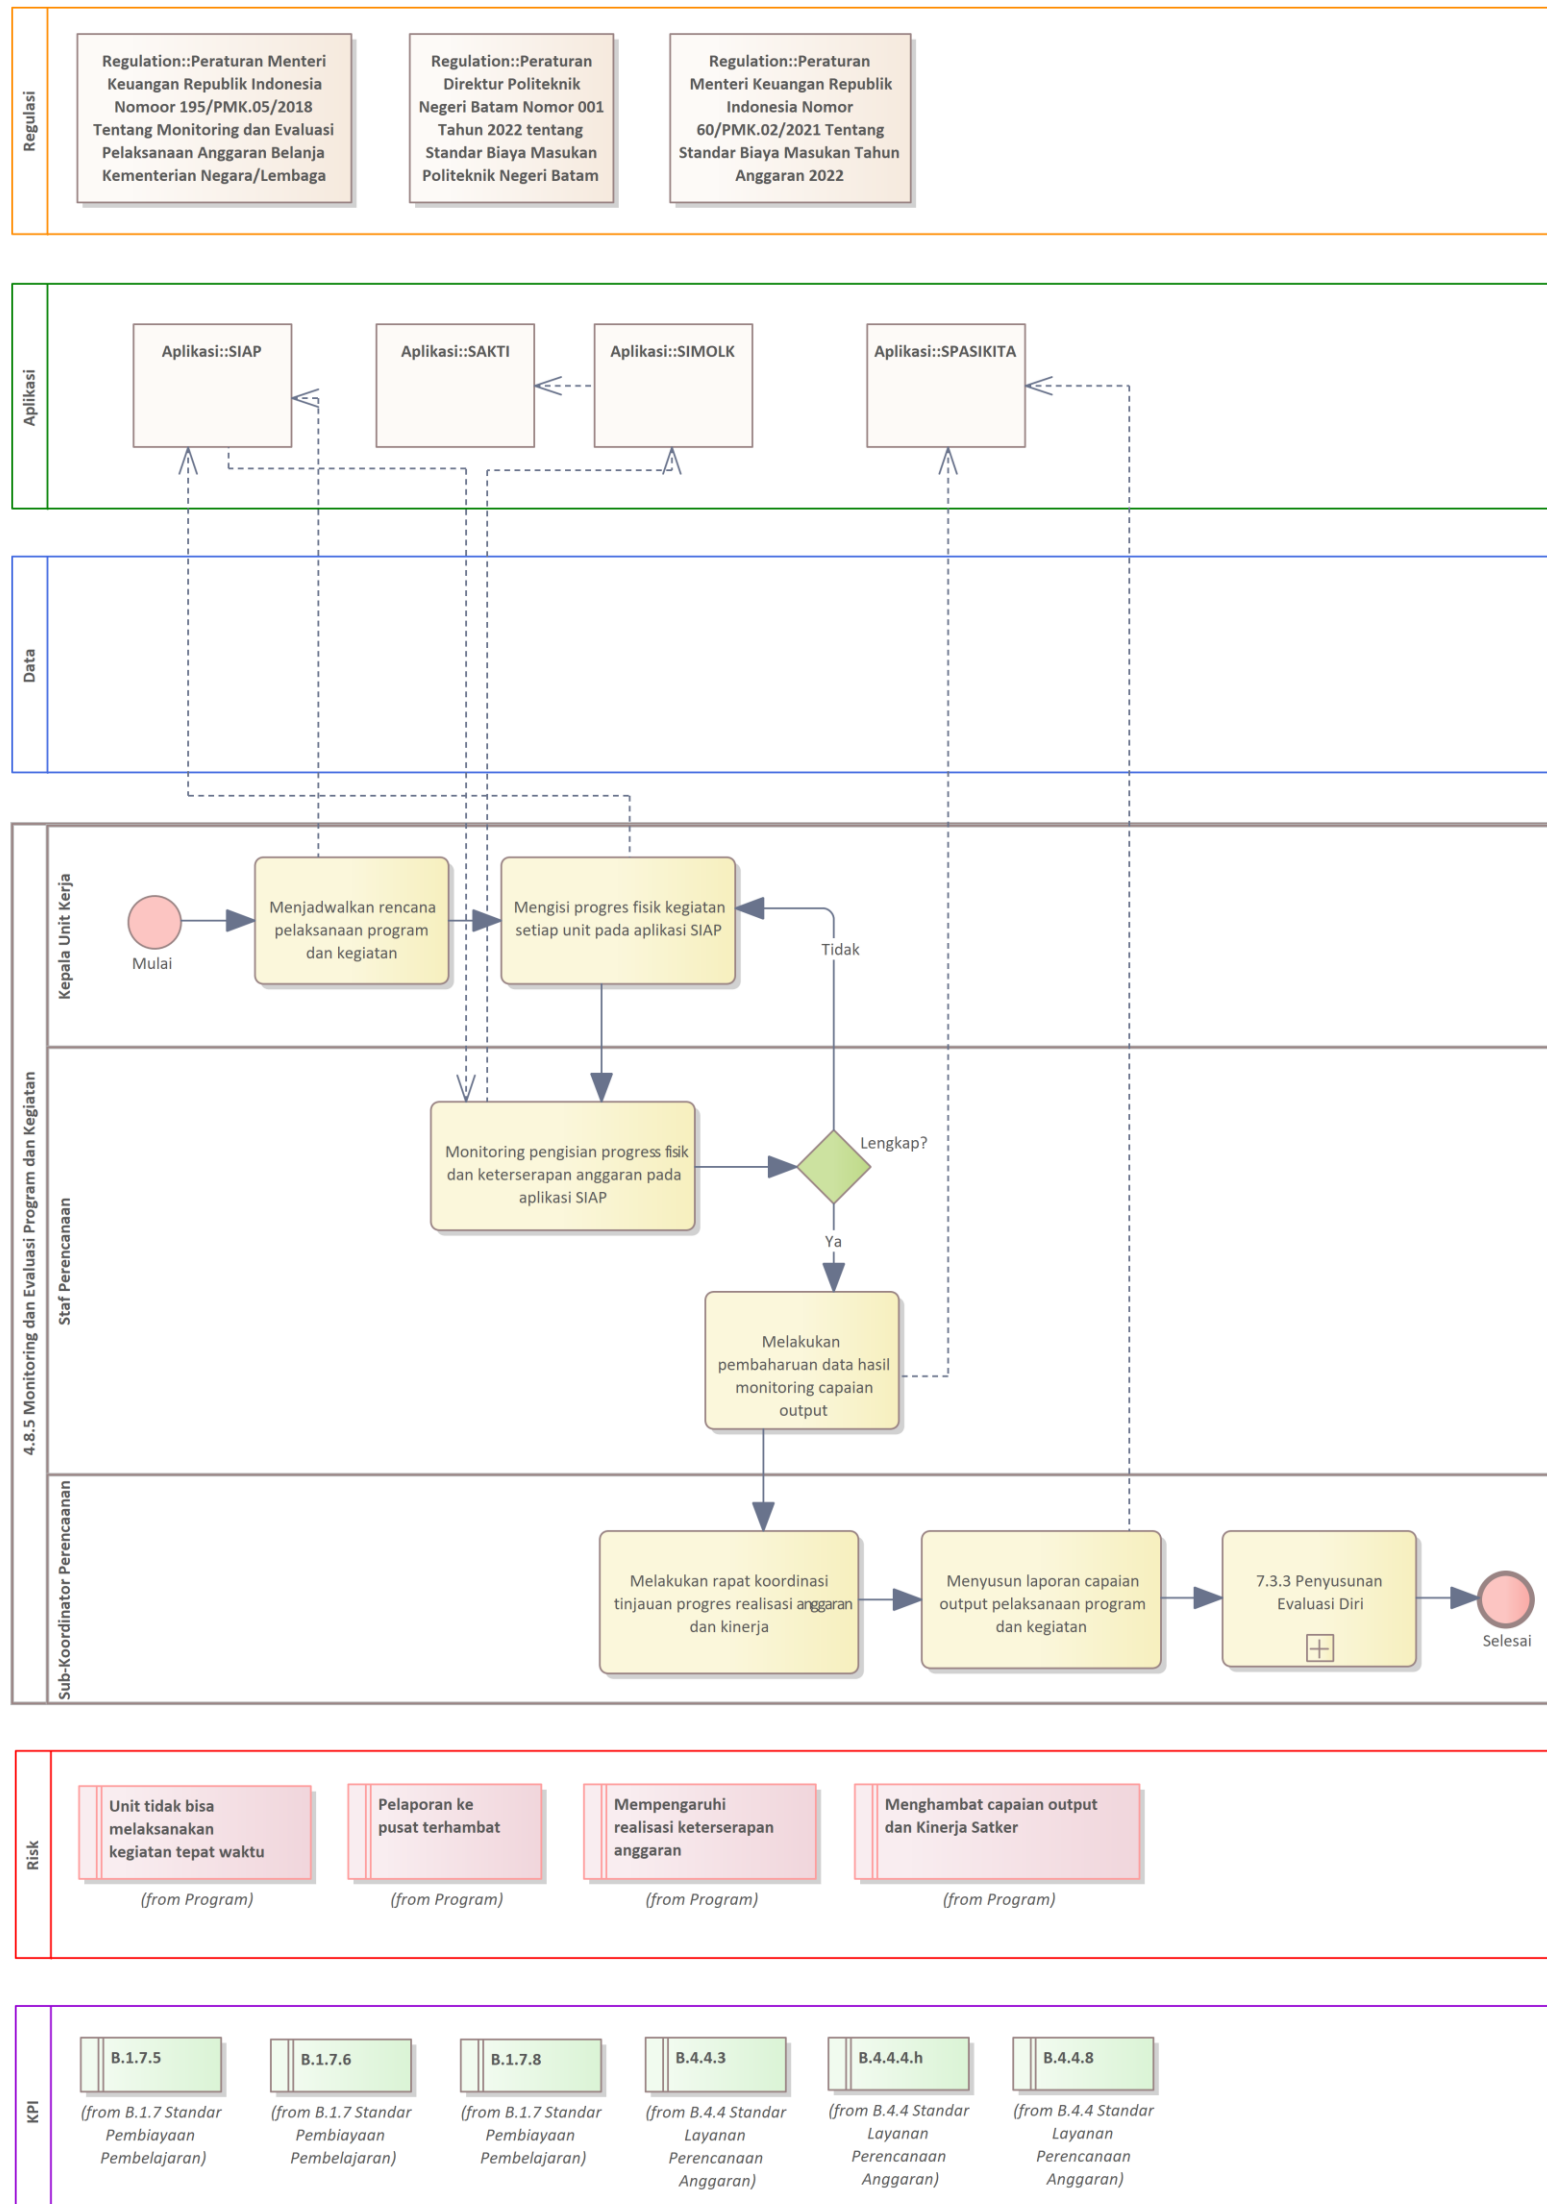 Regulasi
Regulation::Peraturan Menteri
Keuangan Republik Indonesia
Nomoor 195/PMK.05/2018
Tentang Monitoring dan Evaluasi
Pelaksanaan Anggaran Belanja
Kementerian Negara/Lembaga
Regulation::Peraturan
Direktur Politeknik
Negeri Batam Nomor 001
Tahun 2022 tentang
Standar Biaya Masukan
Politeknik Negeri Batam
Regulation::Peraturan
Menteri Keuangan Republik
Indonesia Nomor
60/PMK.02/2021 Tentang
Standar Biaya Masukan Tahun
Anggaran 2022
Aplikasi
Aplikasi::SIAP
Aplikasi::SAKTI
Aplikasi::SIMOLK
Aplikasi::SPASIKITA
Data
4.8.5 Monitoring dan Evaluasi Program dan Kegiatan
Kepala Unit Kerja
Mulai
Menjadwalkan rencana
pelaksanaan program
dan kegiatan
Mengisi progres fisik kegiatan
setiap unit pada aplikasi SIAP
Tidak
Staf Perencanaan
Monitoring pengisian progress fisik
dan keterserapan anggaran pada
aplikasi SIAP
Lengkap?
Ya
Melakukan
pembaharuan data hasil
monitoring capaian
output
Sub-Koordinator Perencaanan
Melakukan rapat koordinasi
tinjauan progres realisasi anggaran
dan kinerja
Menyusun laporan capaian
output pelaksanaan program
dan kegiatan
7.3.3 Penyusunan
Evaluasi Diri
Selesai
Risk
Unit tidak bisa
melaksanakan
kegiatan tepat waktu
(from Program)
Pelaporan ke
pusat terhambat
(from Program)
Mempengaruhi
realisasi keterserapan
anggaran
(from Program)
Menghambat capaian output
dan Kinerja Satker
(from Program)
KPI
B.1.7.5
(from B.1.7 Standar
Pembiayaan
Pembelajaran)
B.1.7.6
(from B.1.7 Standar
Pembiayaan
Pembelajaran)
B.1.7.8
(from B.1.7 Standar
Pembiayaan
Pembelajaran)
B.4.4.3
(from B.4.4 Standar
Layanan
Perencanaan
Anggaran)
B.4.4.4.h
(from B.4.4 Standar
Layanan
Perencanaan
Anggaran)
B.4.4.8
(from B.4.4 Standar
Layanan
Perencanaan
Anggaran)